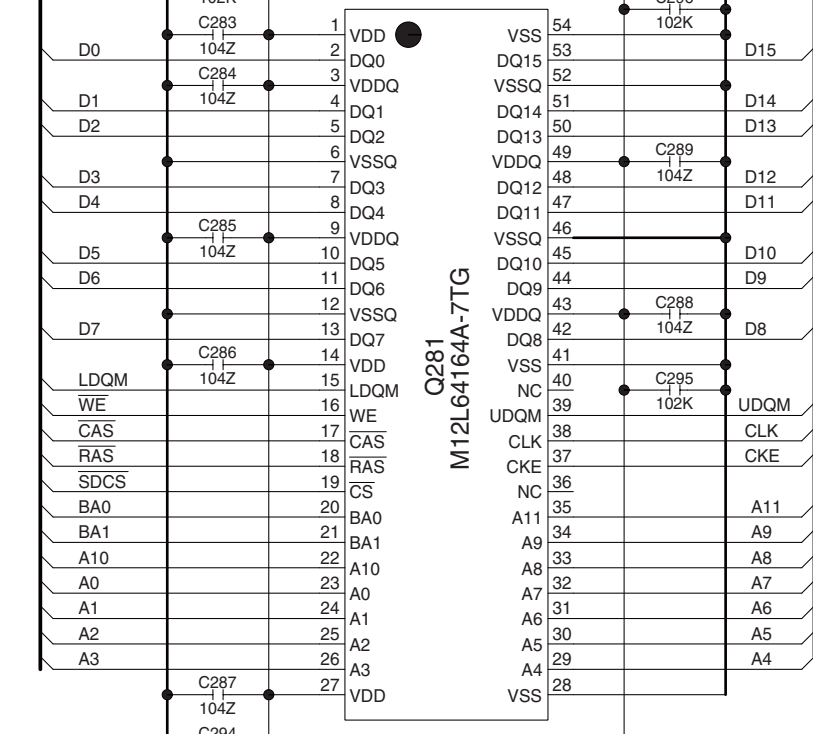 102K
C283
104Z
1
VDD
VSS
54
102K
D0
2
DQ0
DQ15
53
D15
C284
104Z
3
VDDQ
VSSQ
52
D1
4
DQ1
DQ14
51
D14
D2
5
DQ2
DQ13
50
D13
6
VSSQ
VDDQ
49
C289
104Z
D3
7
DQ3
DQ12
48
D12
D4
8
DQ4
DQ11
47
D11
C285
104Z
9
VDDQ
VSSQ
46
D5
10
DQ5
DQ10
45
D10
D6
11
DQ6
DQ9
44
D9
12
VSSQ
VDDQ
43
C288
104Z
D7
13
DQ7
DQ8
42
D8
C286
104Z
14
VDD
VSS
41
LDQM
15
LDQM
NC
40
C295
102K
WE
16
WE
UDQM
39
UDQM
CAS
17
CAS
CLK
38
CLK
RAS
18
RAS
CKE
37
CKE
SDCS
19
CS
NC
36
BA0
20
BA0
A11
35
A11
BA1
21
BA1
A9
34
A9
A10
22
A10
A8
33
A8
A0
23
A0
A7
32
A7
A1
24
A1
A6
31
A6
A2
25
A2
A5
30
A5
A3
26
A3
A4
29
A4
C287
104Z
27
VDD
VSS
28
C294
Q281
M12L64164A-7TG